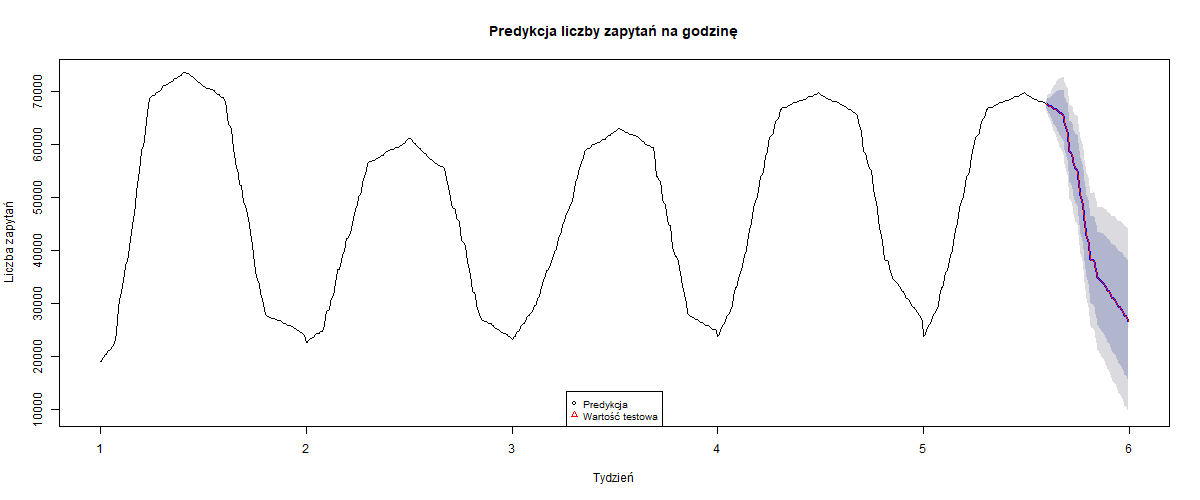 Predykcja liczby zapytań na godzinę
Liczba zapytań
70000
60000
50000
40000
30000
20000
10000
Predykcja
Wartość testowa
1 2 3 4 5 6
Tydzień